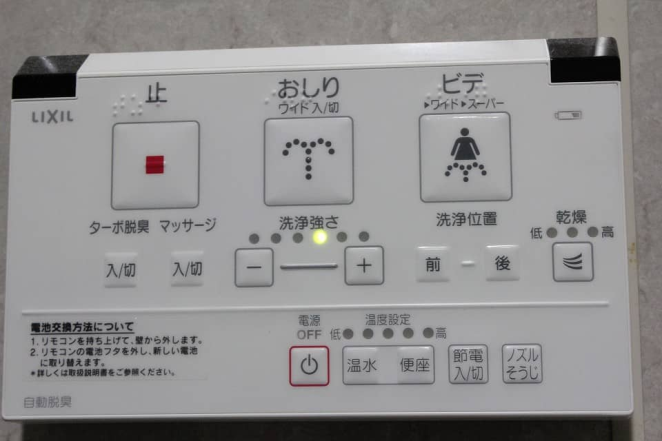 LIXIL
止
おしり
ワイド入/切
ビデ
▶ワイド▶スーパー
ターボ脱臭 マッサージ
入/切 入/切
洗浄強さ
− +
洗浄位置
前 - 後
乾燥
低 高
電池交換方法について
1. リモコンを持ち上げて、壁から外します。
2. リモコンの電池フタを外し、新しい電池
に取り替えます。
*詳しくは取扱説明書をご参照ください。
自動脱臭
電源
OFF
温度設定
低 高
温水 便座
節電
入/切
ノズル
そうじ